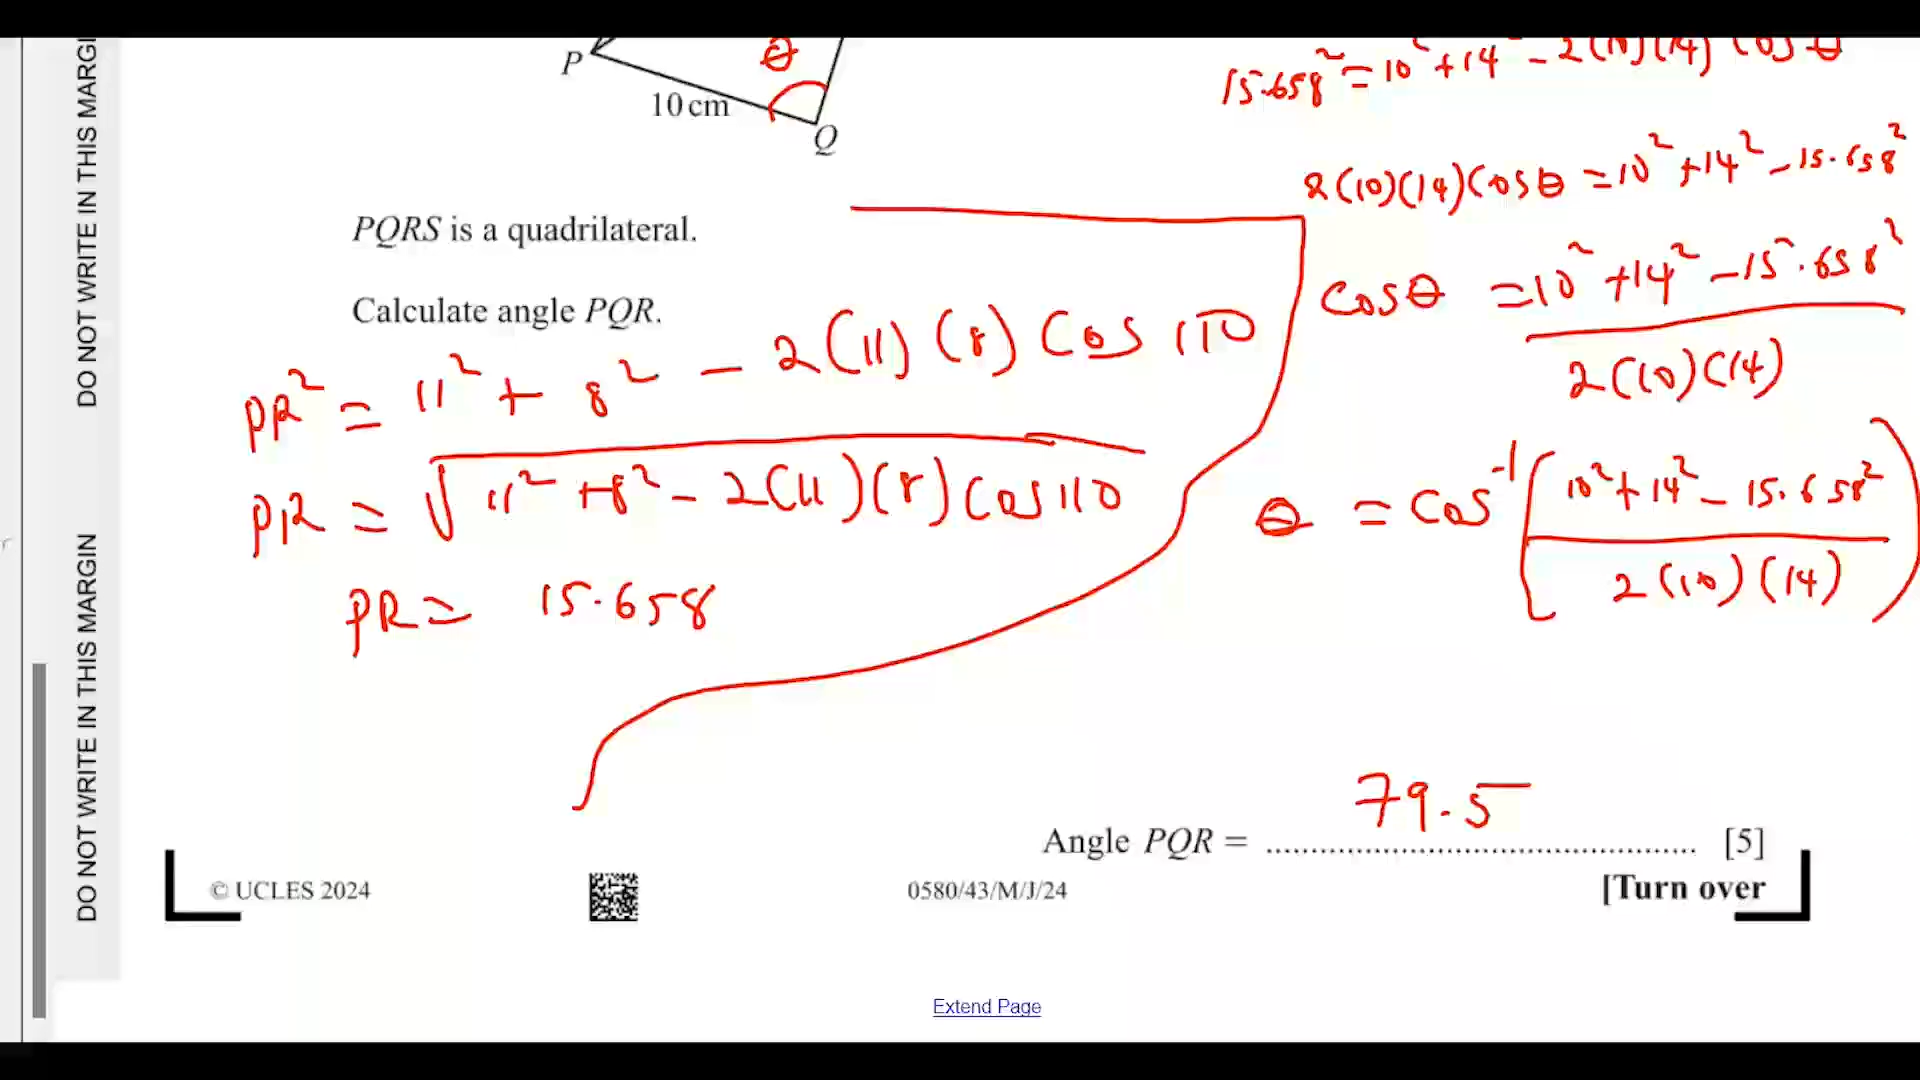 θ
P
10 cm
Q
15.658² = 10² + 14² - 2(10)(14) cos θ
2(10)(14)Cosθ = 10² + 14² - 15.658²
PQRS is a quadrilateral.
Cosθ = 10² + 14² - 15.658²
2(10)(14)
Calculate angle PQR.
PR² = 11² + 8² - 2(11)(8) Cos 110
PR = √11² + 8² - 2(11)(8) Cos 110
PR = 15.658
θ = Cos⁻¹ (10² + 14² - 15.658²
2(10)(14))
79.5
Angle PQR = .................................................. [5]
© UCLES 2024
0580/43/M/J/24
[Turn over
DO NOT WRITE IN THIS MARGIN
DO NOT WRITE IN THIS MARGIN
Extend Page